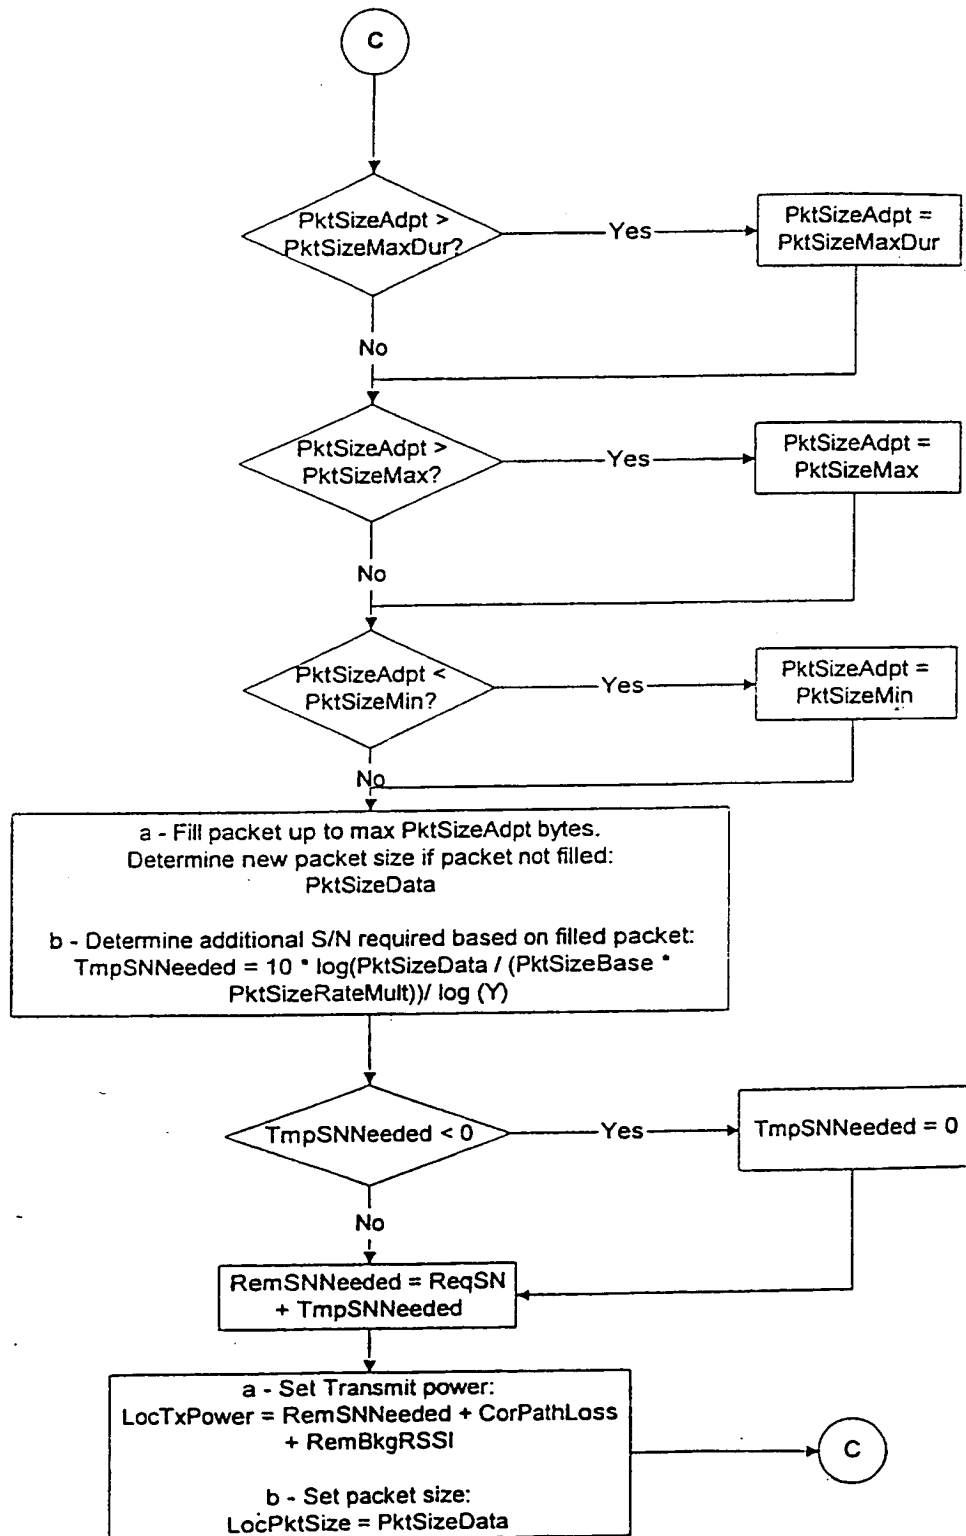 C
PktSizeAdpt >
PktSizeMaxDur?
Yes
PktSizeAdpt =
PktSizeMaxDur
No
PktSizeAdpt >
PktSizeMax?
Yes
PktSizeAdpt =
PktSizeMax
No
PktSizeAdpt <
PktSizeMin?
Yes
PktSizeAdpt =
PktSizeMin
No
a - Fill packet up to max PktSizeAdpt bytes.
Determine new packet size if packet not filled:
PktSizeData
b - Determine additional S/N required based on filled packet:
TmpSNNeeded = 10 * log(PktSizeData / (PktSizeBase *
PktSizeRateMult))/ log (Y)
TmpSNNeeded < 0
Yes
TmpSNNeeded = 0
No
RemSNNeeded = ReqSN
+ TmpSNNeeded
a - Set Transmit power:
LocTxPower = RemSNNeeded + CorPathLoss
+ RemBkgRSSI
b - Set packet size:
LocPktSize = PktSizeData
C